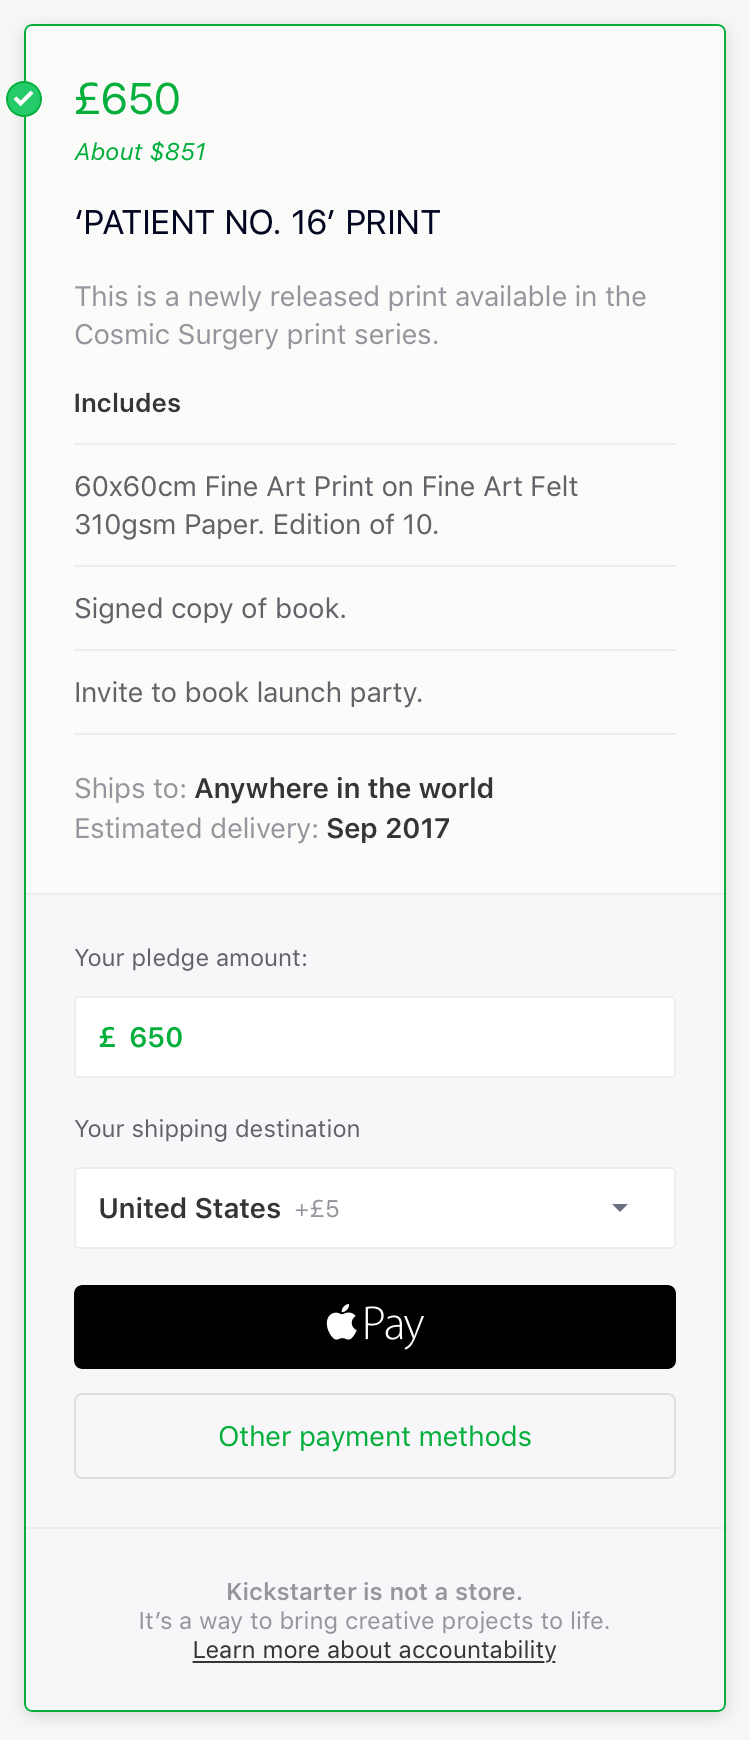 £650
About $851
‘PATIENT NO. 16’ PRINT
This is a newly released print available in the
Cosmic Surgery print series.
Includes
60x60cm Fine Art Print on Fine Art Felt
310gsm Paper. Edition of 10.
Signed copy of book.
Invite to book launch party.
Ships to: Anywhere in the world
Estimated delivery: Sep 2017
Your pledge amount:
£ 650
Your shipping destination
United States +£5
Pay
Other payment methods
Kickstarter is not a store.
It’s a way to bring creative projects to life.
Learn more about accountability